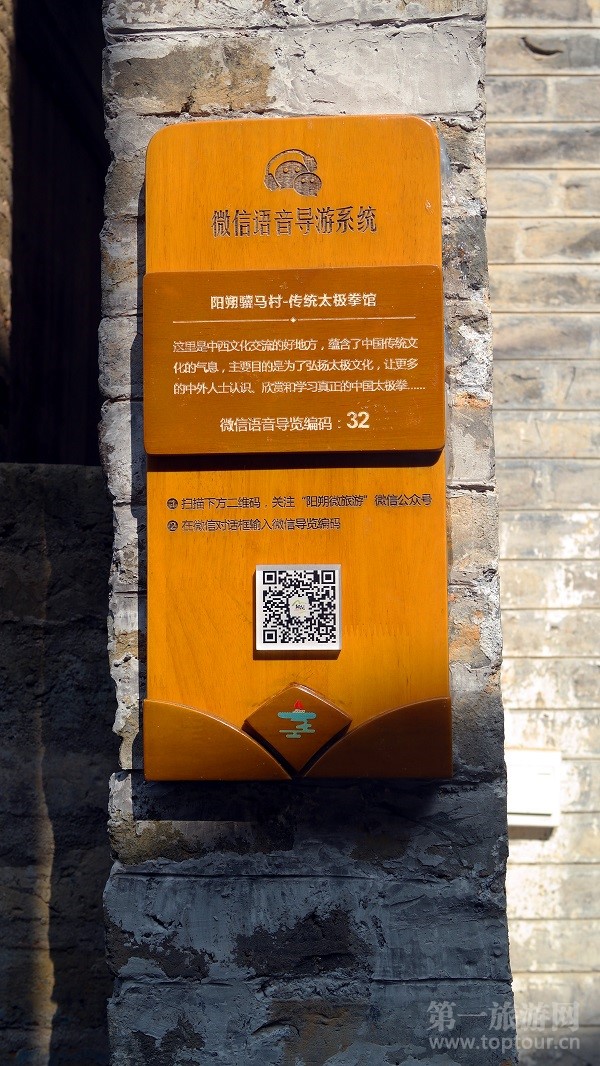 微信语音导游系统
阳朔骥马村-传统太极拳馆
这里是中西文化交流的好地方，蕴含了中国传统文
化的气息，主要目的是为了弘扬太极文化，让更多
的中外人士认识、欣赏和学习真正的中国太极拳......
微信语音导览编码：32
① 扫描下方二维码，关注“阳朔微旅游”微信公众号
② 在微信对话框输入微信导览编码
第一旅游网
www.toptour.cn